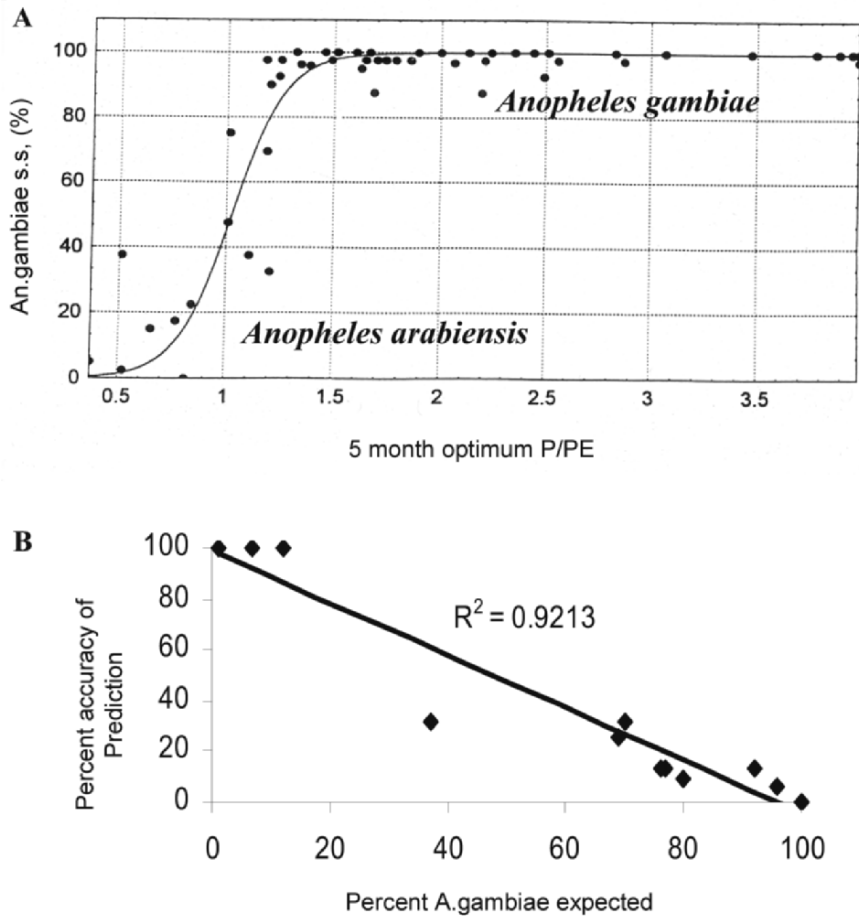 A
An.gambiae s.s, (%)
100
80
60
40
20
0
Anopheles gambiae
Anopheles arabiensis
0.5 1 1.5 2 2.5 3 3.5
5 month optimum P/PE
B
Percent accuracy of
Prediction
100
80
60
40
20
0
R² = 0.9213
0 20 40 60 80 100
Percent A.gambiae expected